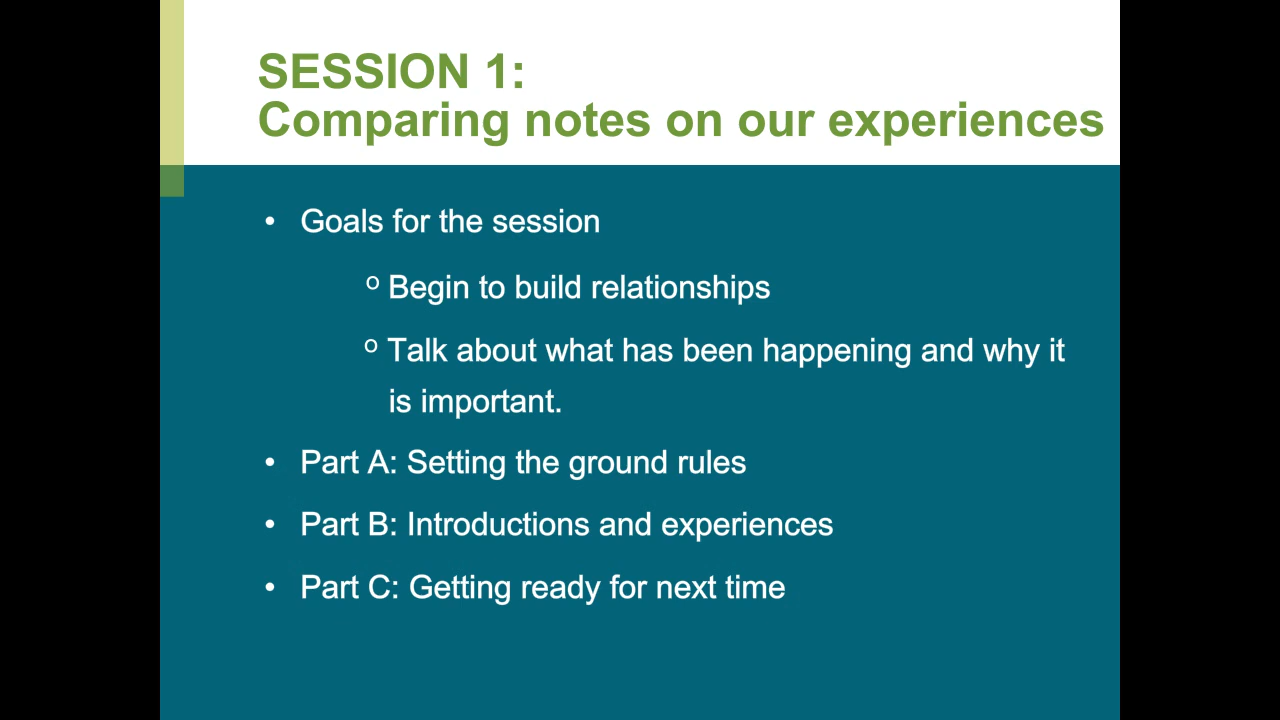 SESSION 1:
Comparing notes on our experiences
• Goals for the session
o Begin to build relationships
o Talk about what has been happening and why it
is important.
• Part A: Setting the ground rules
• Part B: Introductions and experiences
• Part C: Getting ready for next time